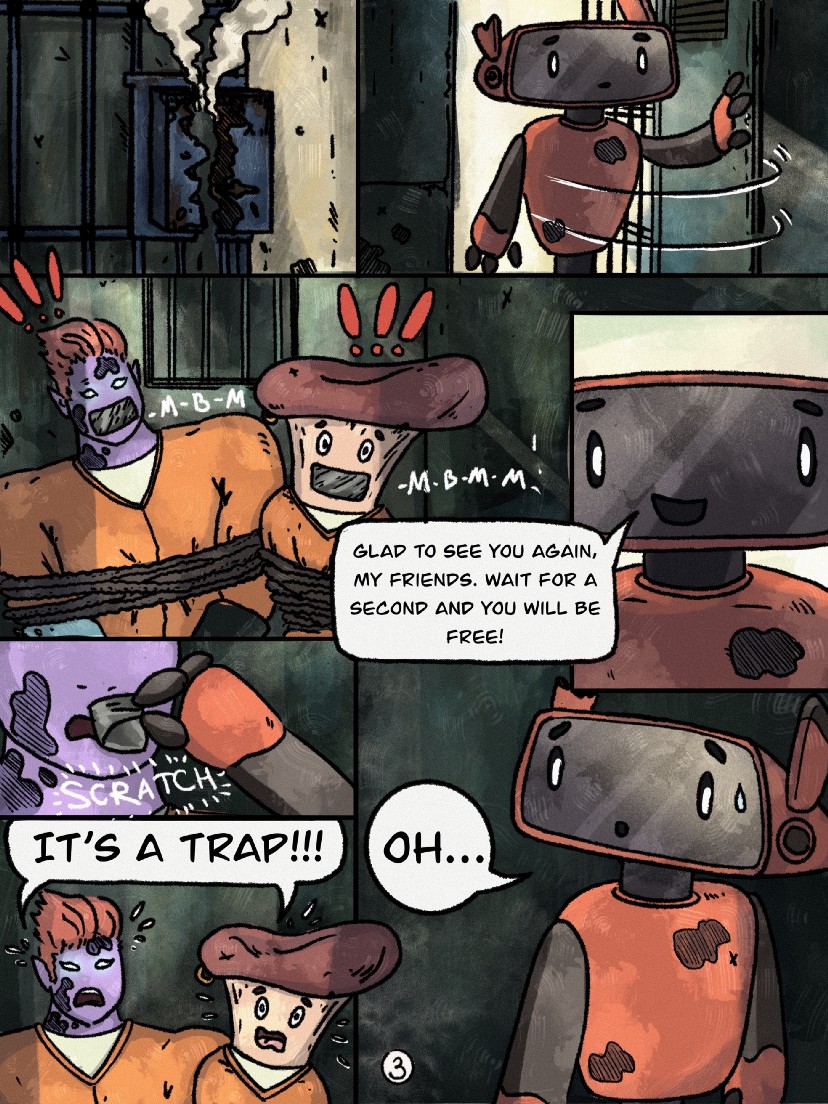 -M-B-M
-M-B-M-M-
GLAD TO SEE YOU AGAIN,
MY FRIENDS. WAIT FOR A
SECOND AND YOU WILL BE
FREE!
SCRATCH
IT'S A TRAP!!!
OH...
3